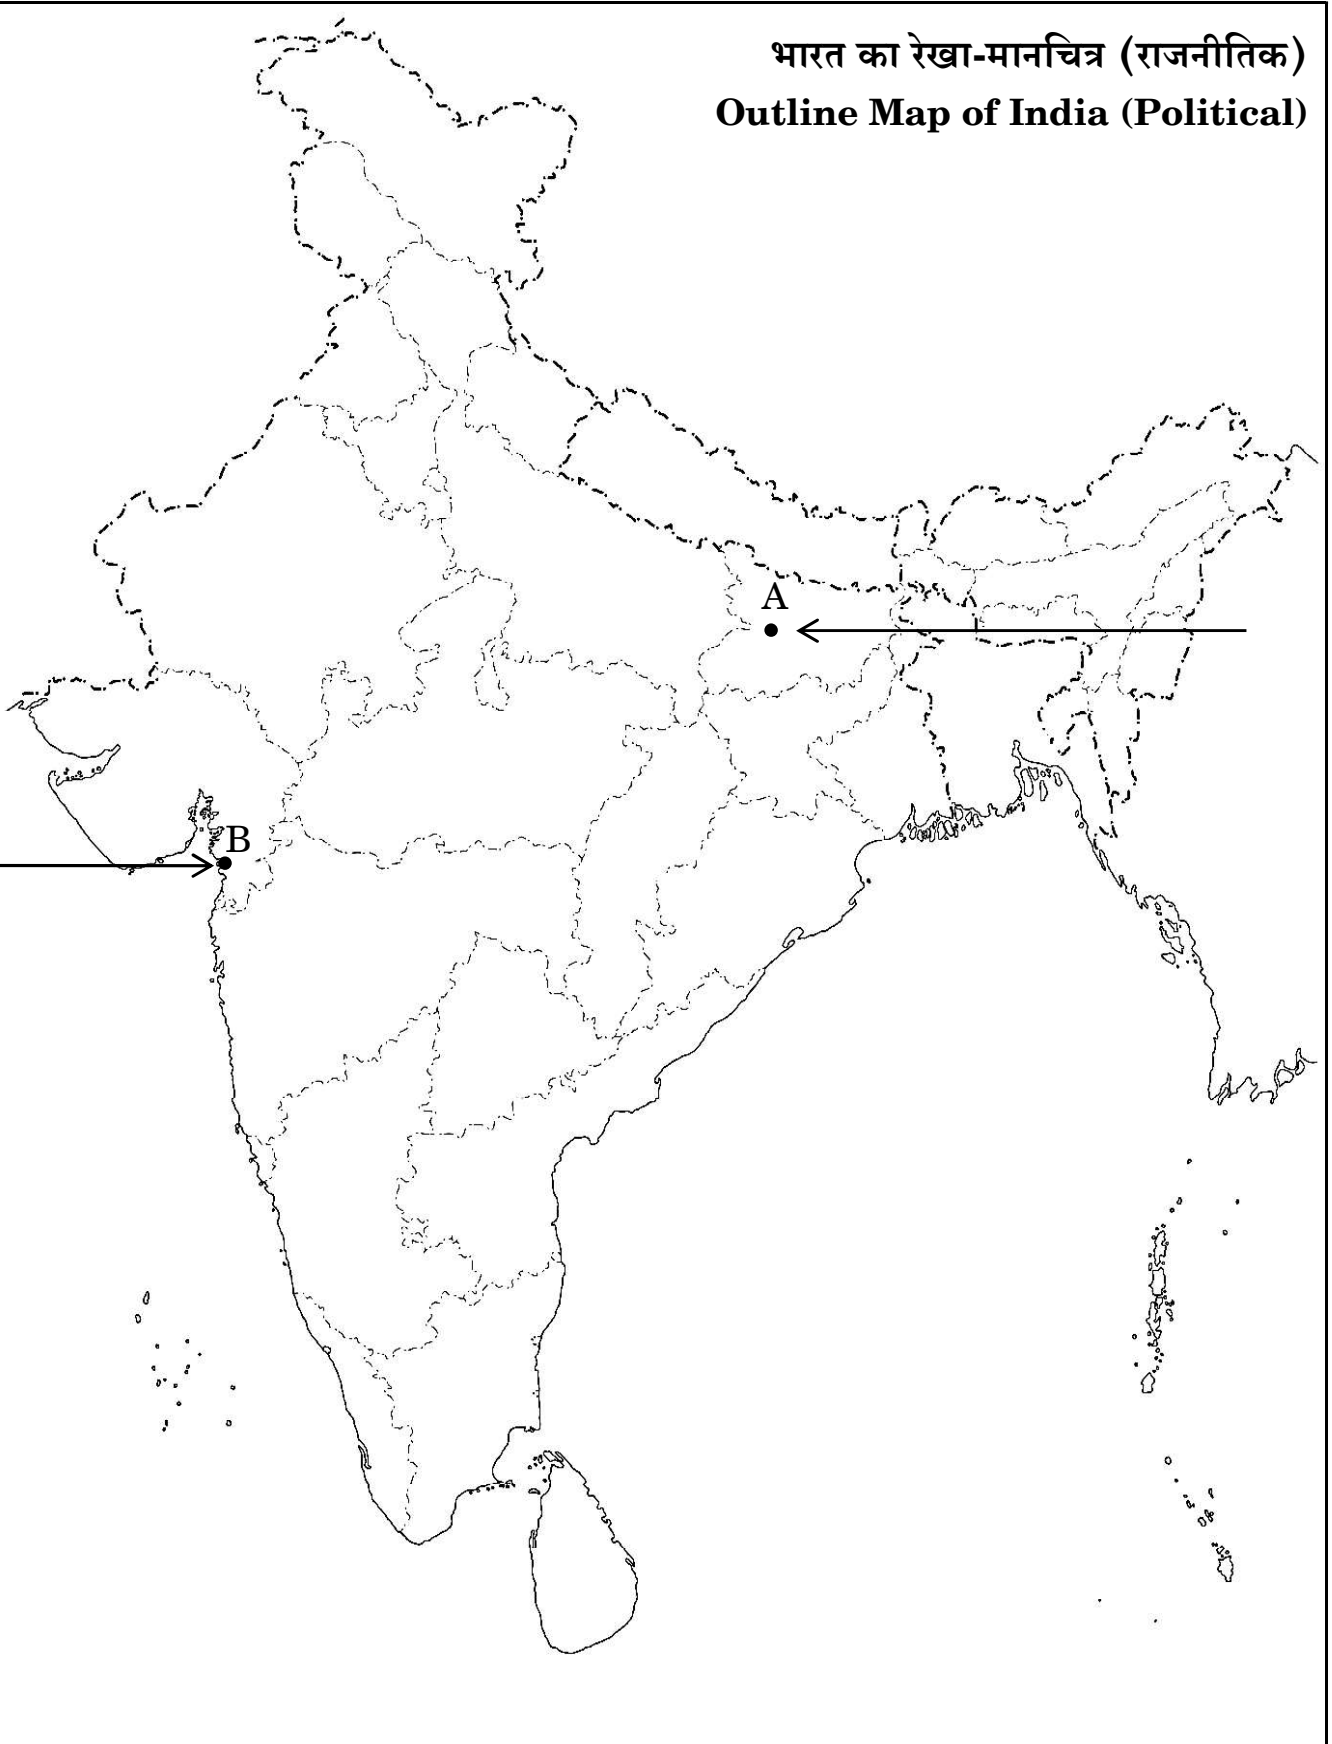 भारत का रेखा-मानचित्र (राजनीतिक)
Outline Map of India (Political)
A
B